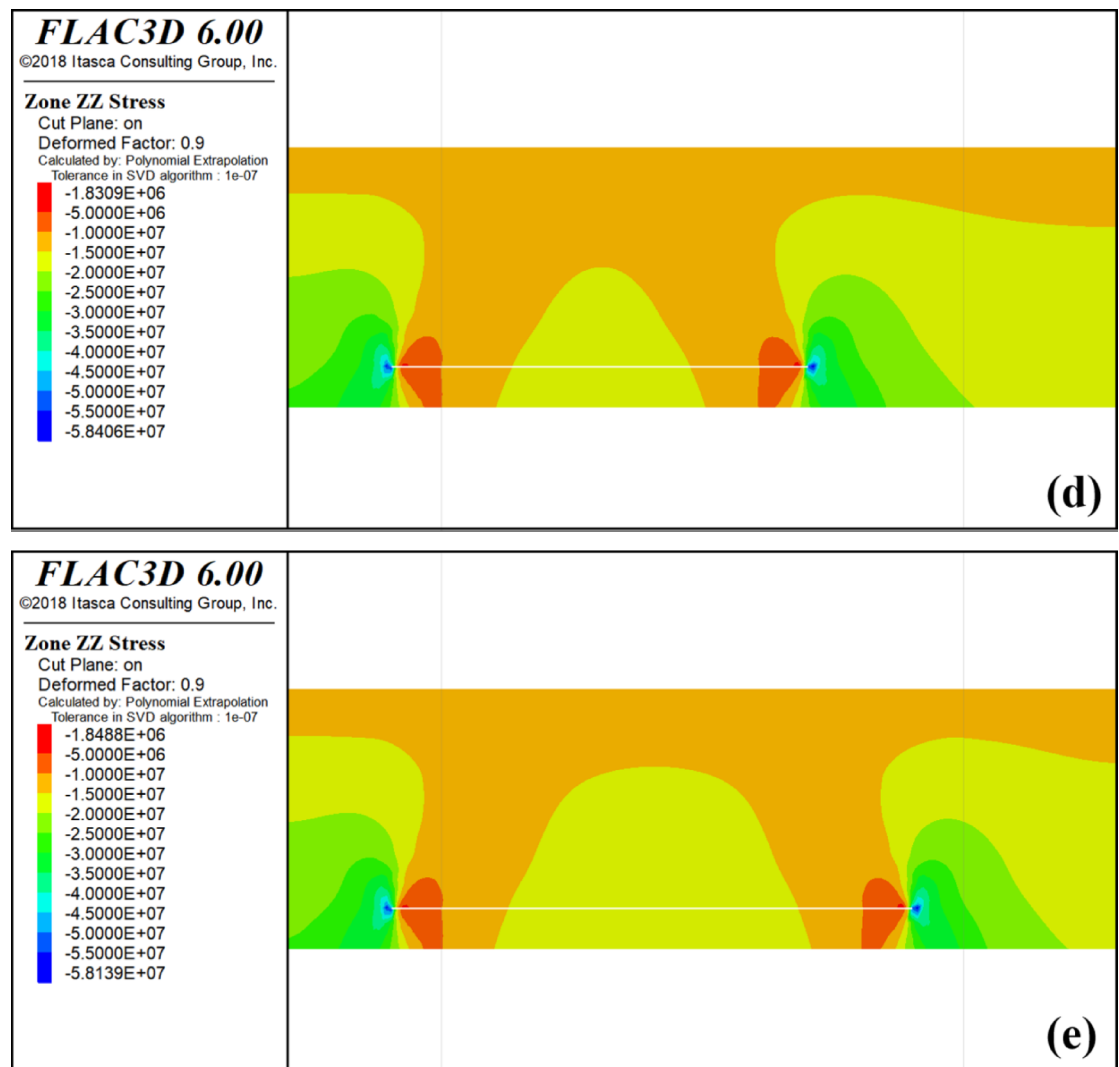 FLAC3D 6.00
©2018 Itasca Consulting Group, Inc.
Zone ZZ Stress
Cut Plane: on
Deformed Factor: 0.9
Calculated by: Polynomial Extrapolation
Tolerance in SVD algorithm : 1e-07
-1.8309E+06
-5.0000E+06
-1.0000E+07
-1.5000E+07
-2.0000E+07
-2.5000E+07
-3.0000E+07
-3.5000E+07
-4.0000E+07
-4.5000E+07
-5.0000E+07
-5.5000E+07
-5.8406E+07
(d)
FLAC3D 6.00
©2018 Itasca Consulting Group, Inc.
Zone ZZ Stress
Cut Plane: on
Deformed Factor: 0.9
Calculated by: Polynomial Extrapolation
Tolerance in SVD algorithm : 1e-07
-1.8488E+06
-5.0000E+06
-1.0000E+07
-1.5000E+07
-2.0000E+07
-2.5000E+07
-3.0000E+07
-3.5000E+07
-4.0000E+07
-4.5000E+07
-5.0000E+07
-5.5000E+07
-5.8139E+07
(e)